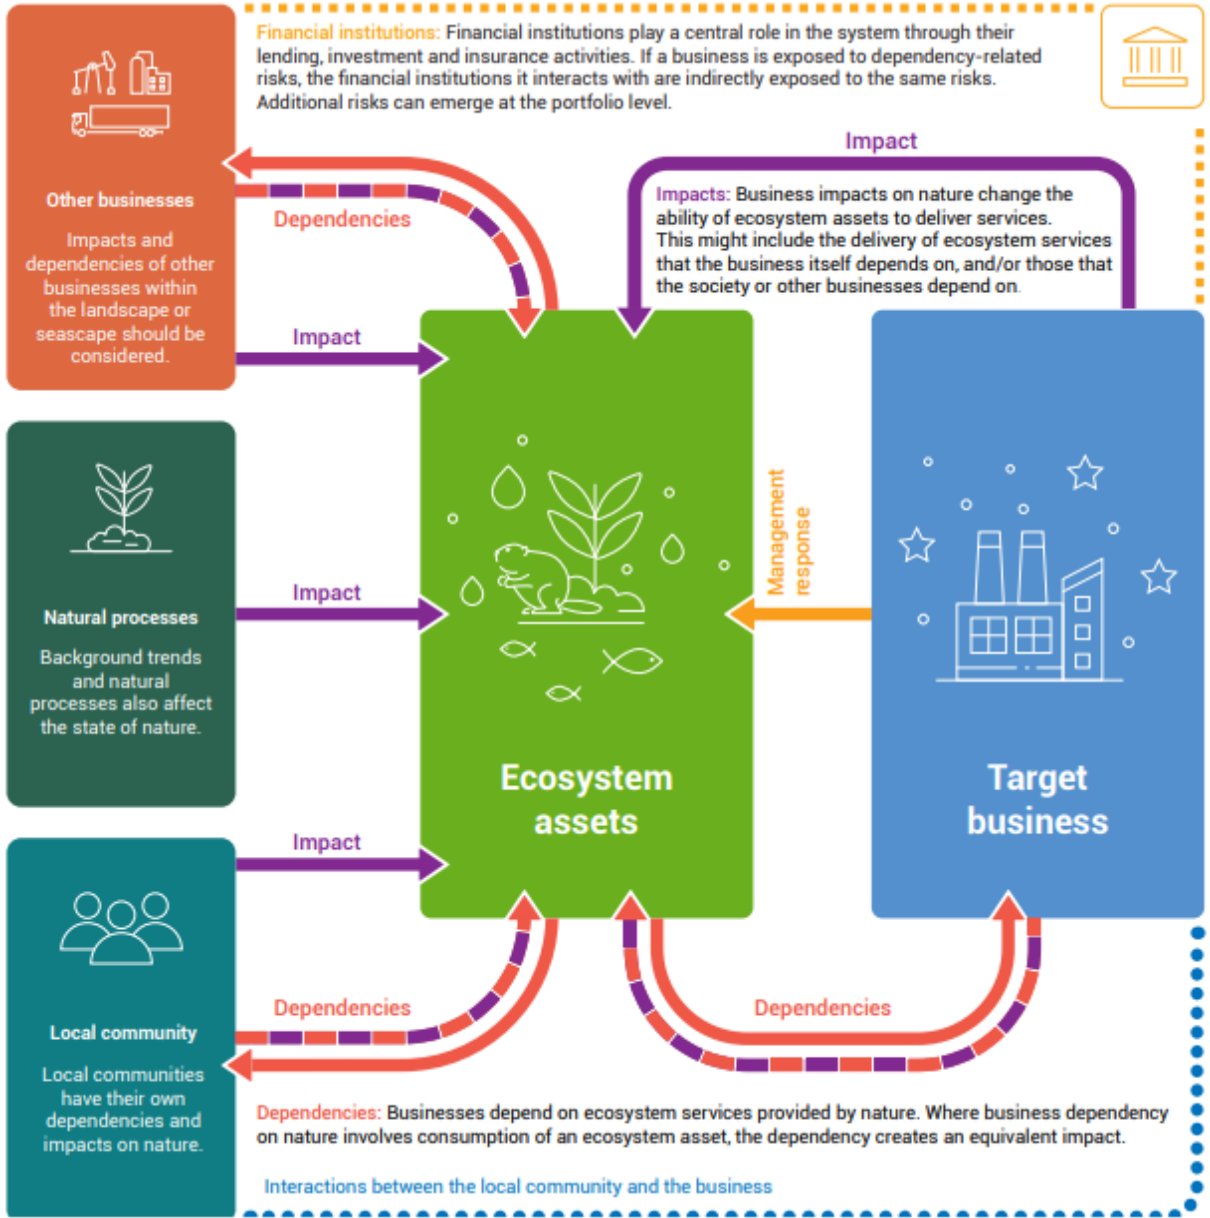 Financial institutions: Financial institutions play a central role in the system through their
lending, investment and insurance activities. If a business is exposed to dependency-related
risks, the financial institutions it interacts with are indirectly exposed to the same risks.
Additional risks can emerge at the portfolio level.
Impact
Impacts: Business impacts on nature change the
ability of ecosystem assets to deliver services.
This might include the delivery of ecosystem services
that the business itself depends on, and/or those that
the society or other businesses depend on.
Other businesses
Impacts and
dependencies of other
businesses within
the landscape or
seascape should be
considered.
Dependencies
Impact
Natural processes
Background trends
and natural
processes also affect
the state of nature.
Impact
Management
response
Ecosystem
assets
Target
business
Impact
Local community
Local communities
have their own
dependencies and
impacts on nature.
Dependencies
Dependencies
Dependencies: Businesses depend on ecosystem services provided by nature. Where business dependency
on nature involves consumption of an ecosystem asset, the dependency creates an equivalent impact.
Interactions between the local community and the business